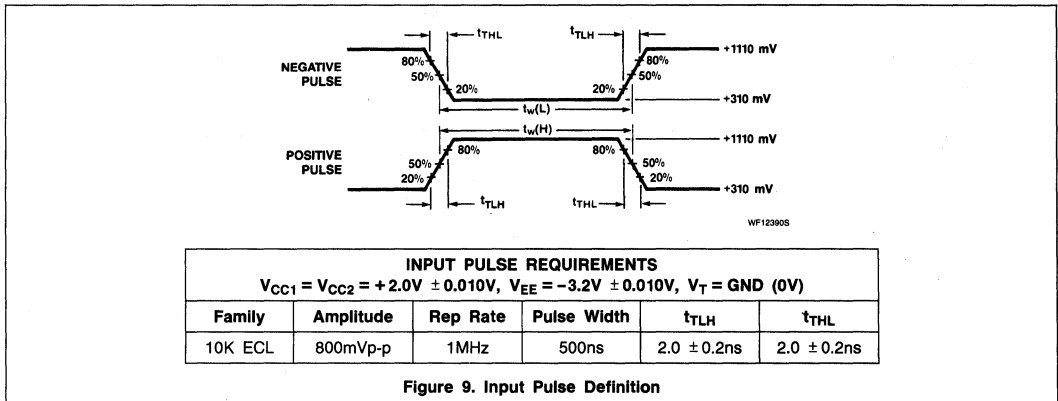 tTHL tTLH
+1110 mV
NEGATIVE
PULSE
80% 80%
50% 50%
20% 20%
+310 mV
tw(L)
tw(H)
+1110 mV
POSITIVE
PULSE
80% 80%
50% 50%
20% 20%
+310 mV
tTLH tTHL
WF12390S
INPUT PULSE REQUIREMENTS
VCC1 = VCC2 = +2.0V ±0.010V, VEE = −3.2V ±0.010V, VT = GND (0V)
Family Amplitude Rep Rate Pulse Width tTLH tTHL
10K ECL 800mVp-p 1MHz 500ns 2.0 ±0.2ns 2.0 ±0.2ns
Figure 9. Input Pulse Definition